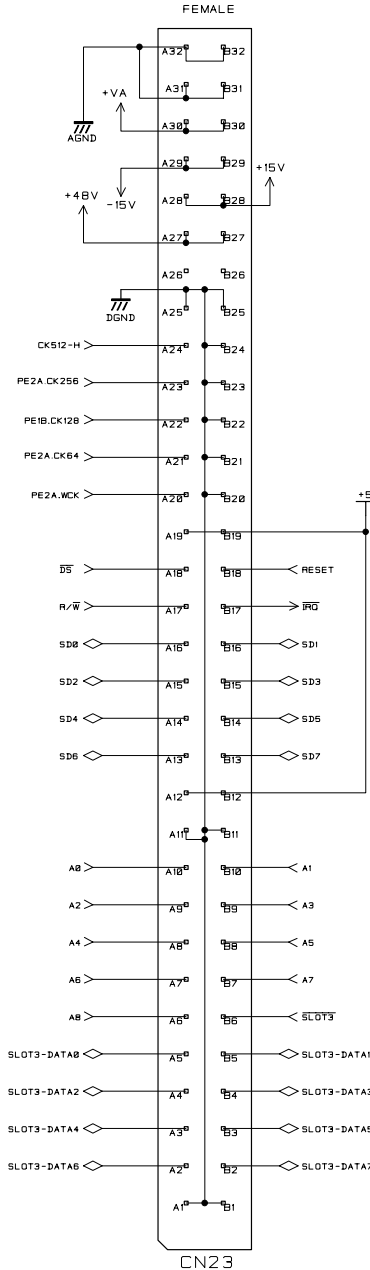 FEMALE
A32 B32
A31 B31
+VA
A30 B30
AGND
A29 B29
+15V
A28 B28
+48V -15V
A27 B27
A26 B26
DGND
A25 B25
CK512-H A24 B24
PE2A.CK256 A23 B23
PE1B.CK128 A22 B22
PE2A.CK64 A21 B21
PE2A.WCK A20 B20
+5
A19 B19
DS A18 B18 RESET
R/W A17 B17 IRQ
SD0 A16 B16 SD1
SD2 A15 B15 SD3
SD4 A14 B14 SD5
SD6 A13 B13 SD7
A12 B12
A11 B11
A0 A10 B10 A1
A2 A9 B9 A3
A4 A8 B8 A5
A6 A7 B7 A7
A8 A6 B6 SLOT3
SLOT3-DATA0 A5 B5 SLOT3-DATA1
SLOT3-DATA2 A4 B4 SLOT3-DATA3
SLOT3-DATA4 A3 B3 SLOT3-DATA5
SLOT3-DATA6 A2 B2 SLOT3-DATA7
A1 B1
CN23